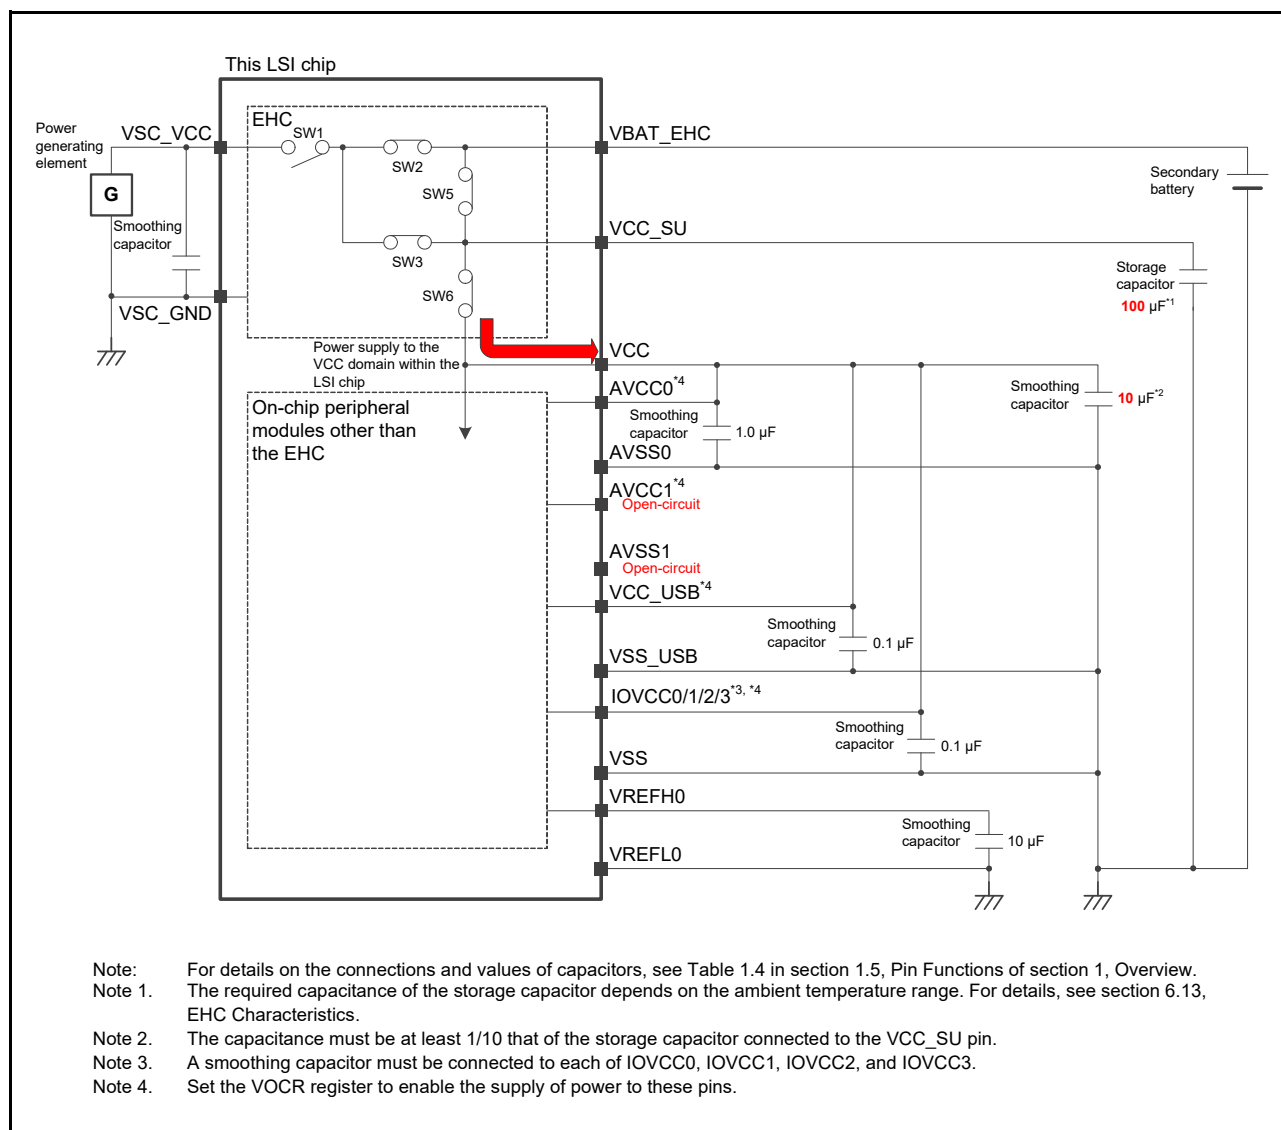 This LSI chip
EHC
Power
generating
element
VSC_VCC
SW1
VBAT_EHC
SW2
Secondary
battery
G
SW5
Smoothing
capacitor
VCC_SU
SW3
Storage
capacitor
100 µF*1
SW6
VSC_GND
Power supply to the
VCC domain within the
LSI chip
VCC
AVCC0*4
Smoothing
capacitor
10 µF*2
On-chip peripheral
modules other than
the EHC
Smoothing
capacitor
1.0 µF
AVSS0
AVCC1*4
Open-circuit
AVSS1
Open-circuit
VCC_USB*4
Smoothing
capacitor
0.1 µF
VSS_USB
IOVCC0/1/2/3*3, *4
Smoothing
capacitor
0.1 µF
VSS
VREFH0
Smoothing
capacitor
10 µF
VREFL0
Note: For details on the connections and values of capacitors, see Table 1.4 in section 1.5, Pin Functions of section 1, Overview.
Note 1. The required capacitance of the storage capacitor depends on the ambient temperature range. For details, see section 6.13,
EHC Characteristics.
Note 2. The capacitance must be at least 1/10 that of the storage capacitor connected to the VCC_SU pin.
Note 3. A smoothing capacitor must be connected to each of IOVCC0, IOVCC1, IOVCC2, and IOVCC3.
Note 4. Set the VOCR register to enable the supply of power to these pins.